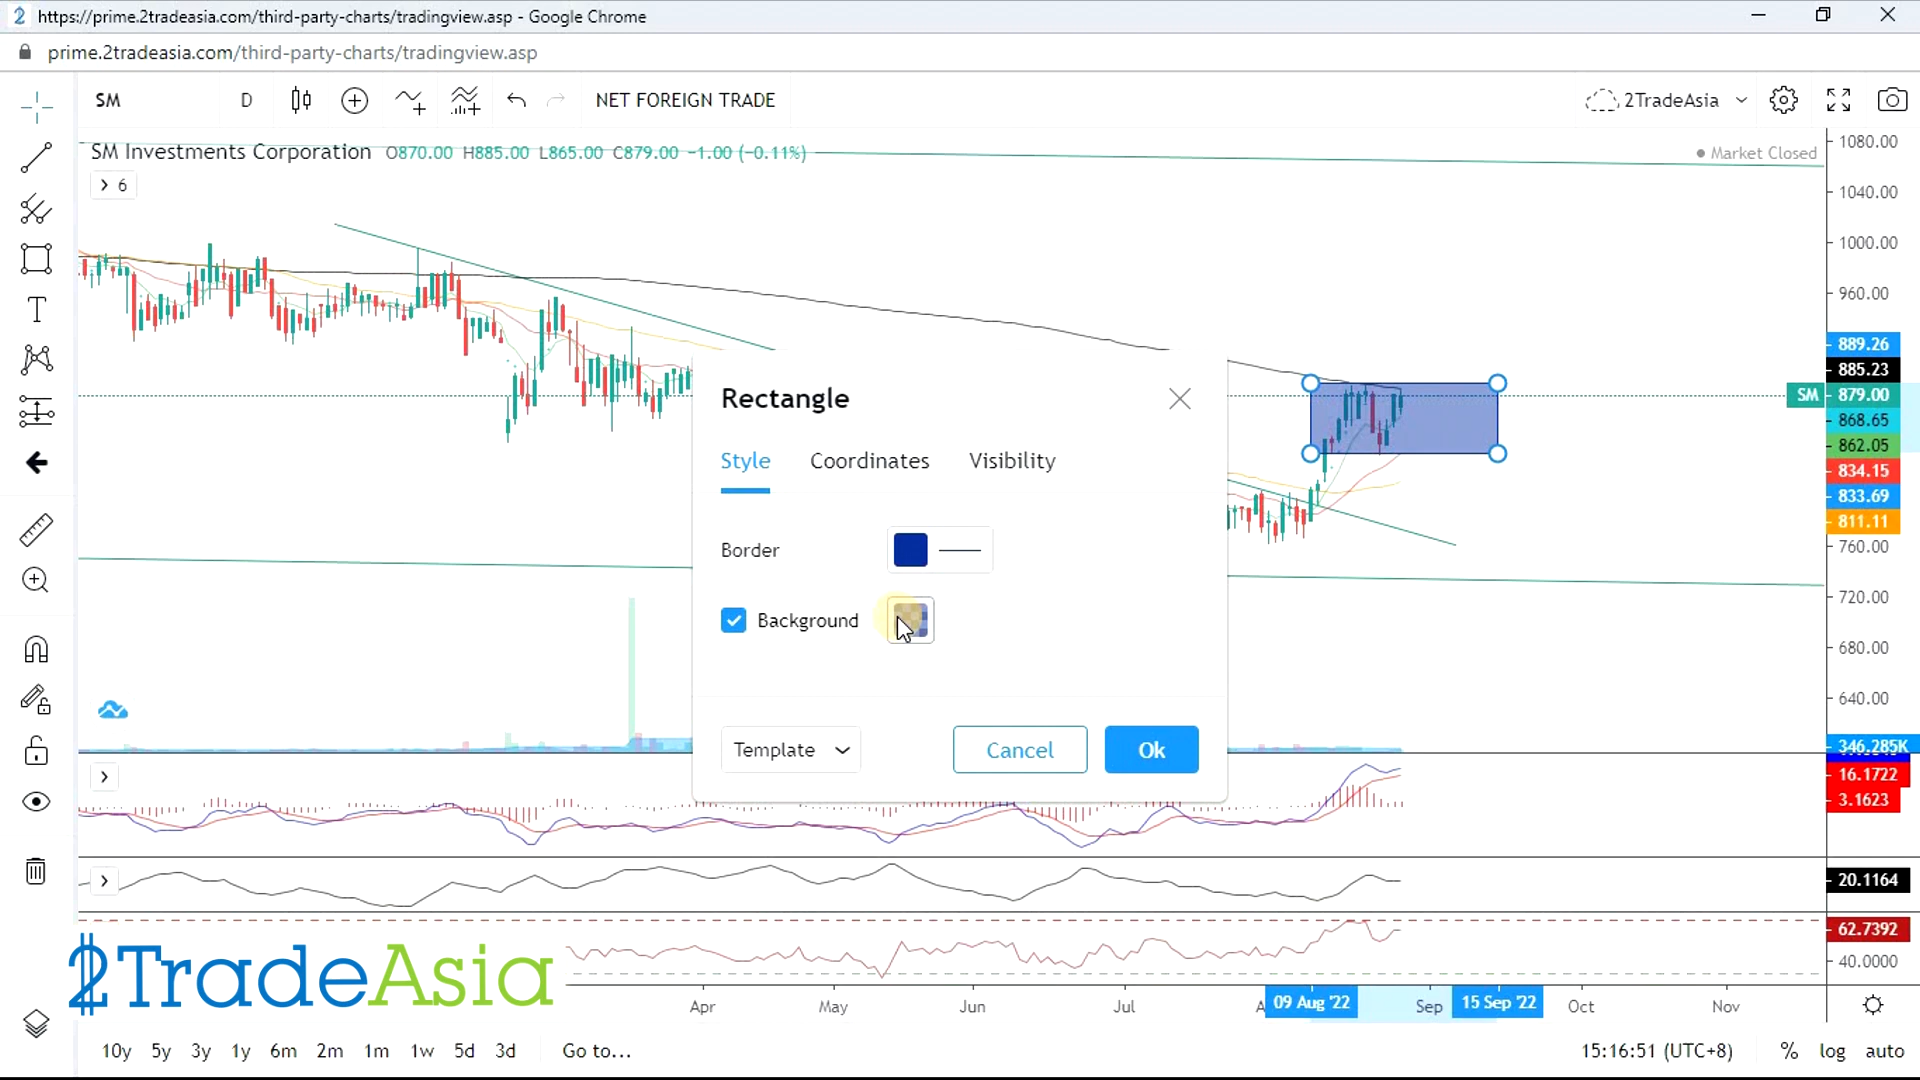 https://prime.2tradeasia.com/third-party-charts/tradingview.asp - Google Chrome
prime.2tradeasia.com/third-party-charts/tradingview.asp
SM D NET FOREIGN TRADE 2TradeAsia
SM Investments Corporation O870.00 H885.00 L865.00 C879.00 −1.00 (−0.11%)
Market Closed
6
1080.00
1040.00
1000.00
960.00
889.26
885.23
SM 879.00
868.65
862.05
834.15
833.69
811.11
760.00
720.00
680.00
640.00
346.285K
16.1722
3.1623
20.1164
62.7392
40.0000
Rectangle
Style Coordinates Visibility
Border
Background
Template Cancel Ok
2TradeAsia
Apr May Jun Jul 09 Aug '22 Sep 15 Sep '22 Oct Nov
10y 5y 3y 1y 6m 2m 1m 1w 5d 3d Go to... 15:16:51 (UTC+8) % log auto